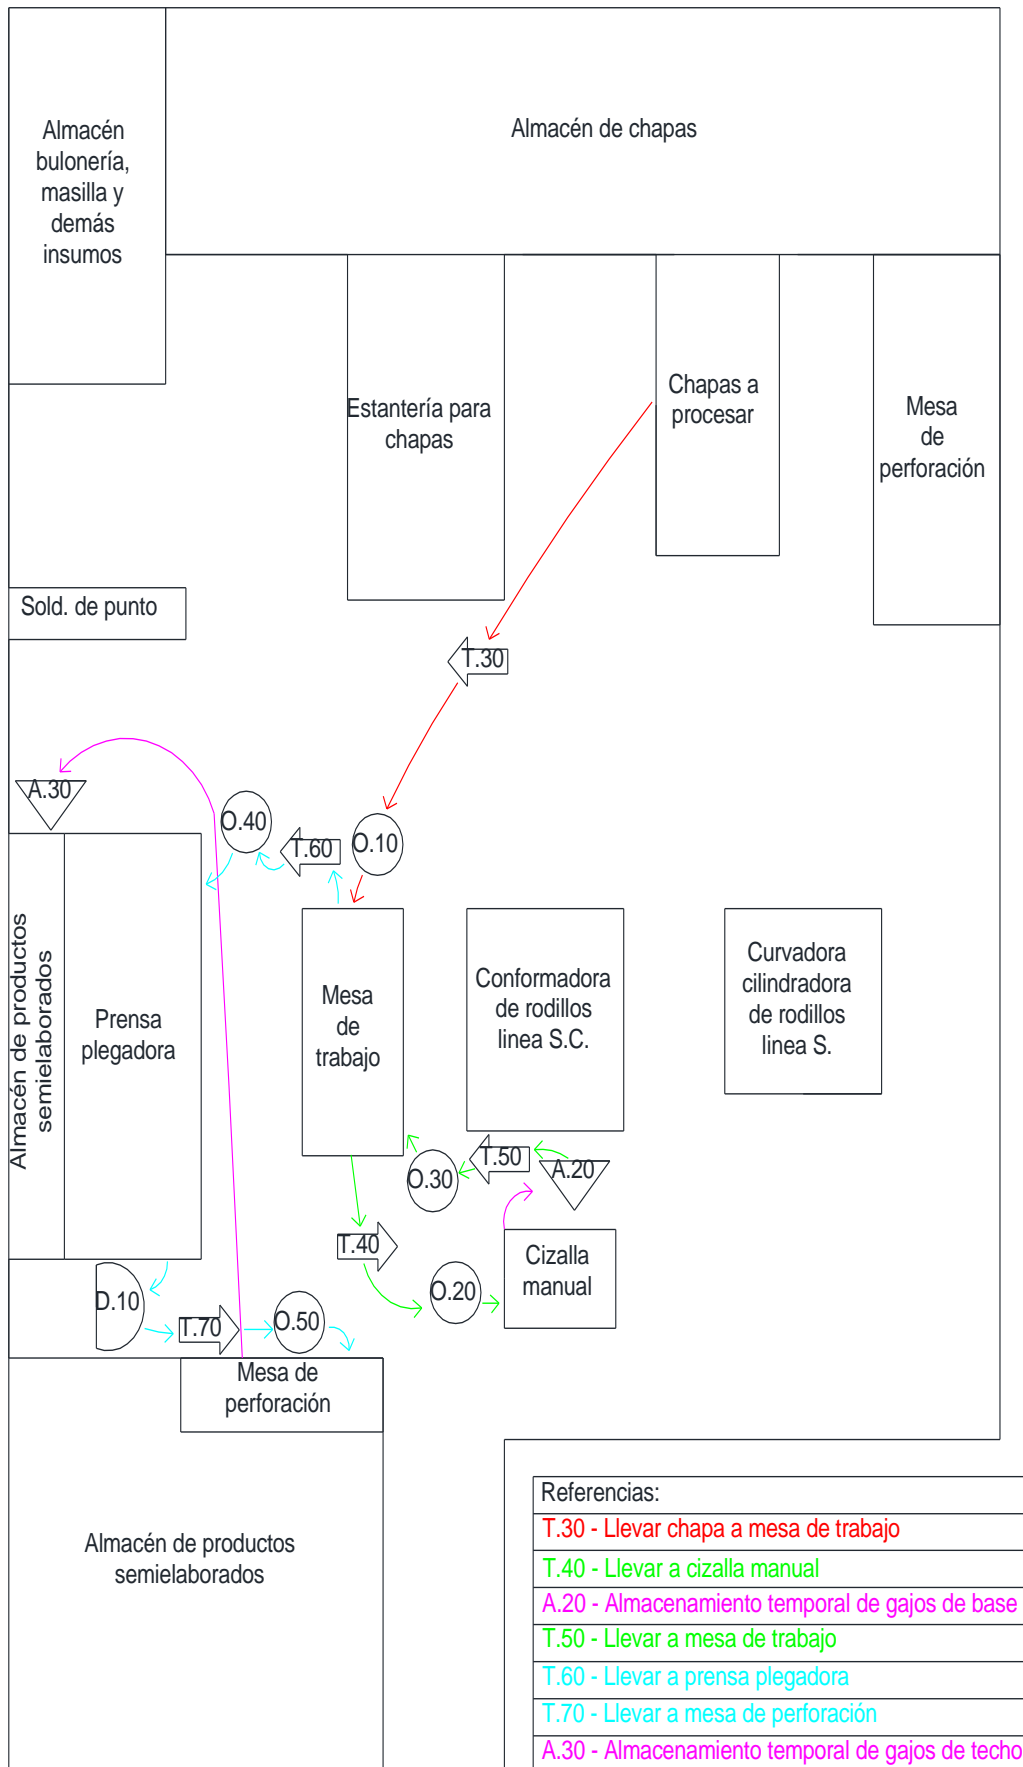 Almacén
bulonería,
masilla y
demás
insumos
Almacén de chapas
Estantería para
chapas
Chapas a
procesar
Mesa
de
perforación
Sold. de punto
T.30
A.30
O.40
T.60
O.10
Almacén de productos
semielaborados
Prensa
plegadora
Mesa
de
trabajo
Conformadora
de rodillos
linea S.C.
Curvadora
cilindradora
de rodillos
linea S.
O.30
T.50
A.20
T.40
O.20
Cizalla
manual
D.10
T.70
O.50
Mesa de
perforación
Almacén de productos
semielaborados
Referencias:
T.30 - Llevar chapa a mesa de trabajo
T.40 - Llevar a cizalla manual
A.20 - Almacenamiento temporal de gajos de base
T.50 - Llevar a mesa de trabajo
T.60 - Llevar a prensa plegadora
T.70 - Llevar a mesa de perforación
A.30 - Almacenamiento temporal de gajos de techo